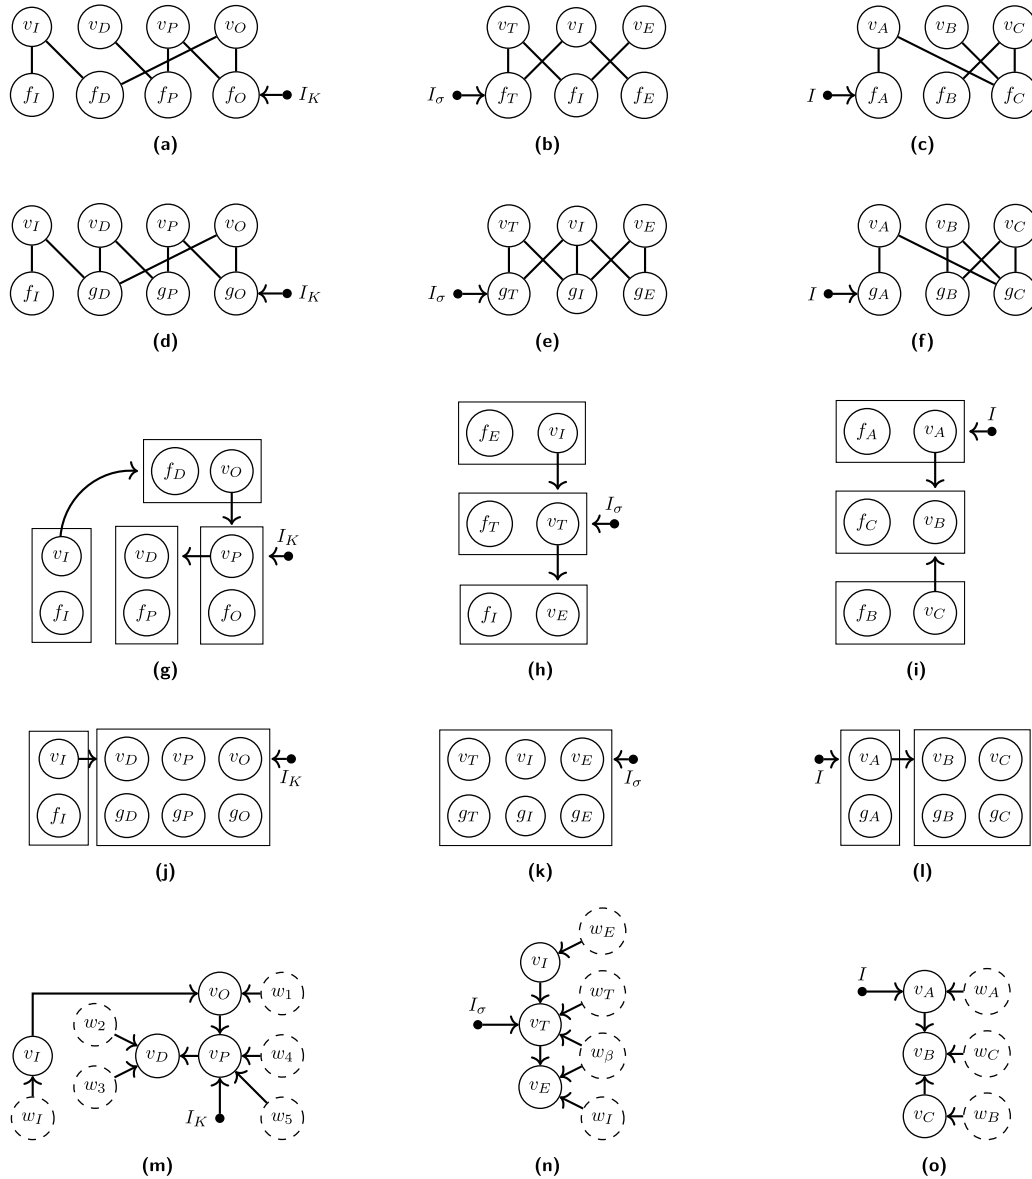 v_I v_D v_P v_O
f_I f_D f_P f_O I_K
(a)
v_T v_I v_E
I_σ f_T f_I f_E
(b)
v_A v_B v_C
I f_A f_B f_C
(c)
v_I v_D v_P v_O
f_I g_D g_P g_O I_K
(d)
v_T v_I v_E
I_σ g_T g_I g_E
(e)
v_A v_B v_C
I g_A g_B g_C
(f)
f_D v_O
v_I v_D v_P I_K
f_I f_P f_O
(g)
f_E v_I
f_T v_T I_σ
f_I v_E
(h)
f_A v_A I
f_C v_B
f_B v_C
(i)
v_I v_D v_P v_O I_K
f_I g_D g_P g_O
(j)
v_T v_I v_E I_σ
g_T g_I g_E
(k)
I v_A v_B v_C
g_A g_B g_C
(l)
v_O w_1
w_2
v_I v_D v_P w_4
w_3
w_I I_K w_5
(m)
w_E
v_I
w_T
I_σ v_T
w_β
v_E
w_I
(n)
I v_A w_A
v_B w_C
v_C w_B
(o)